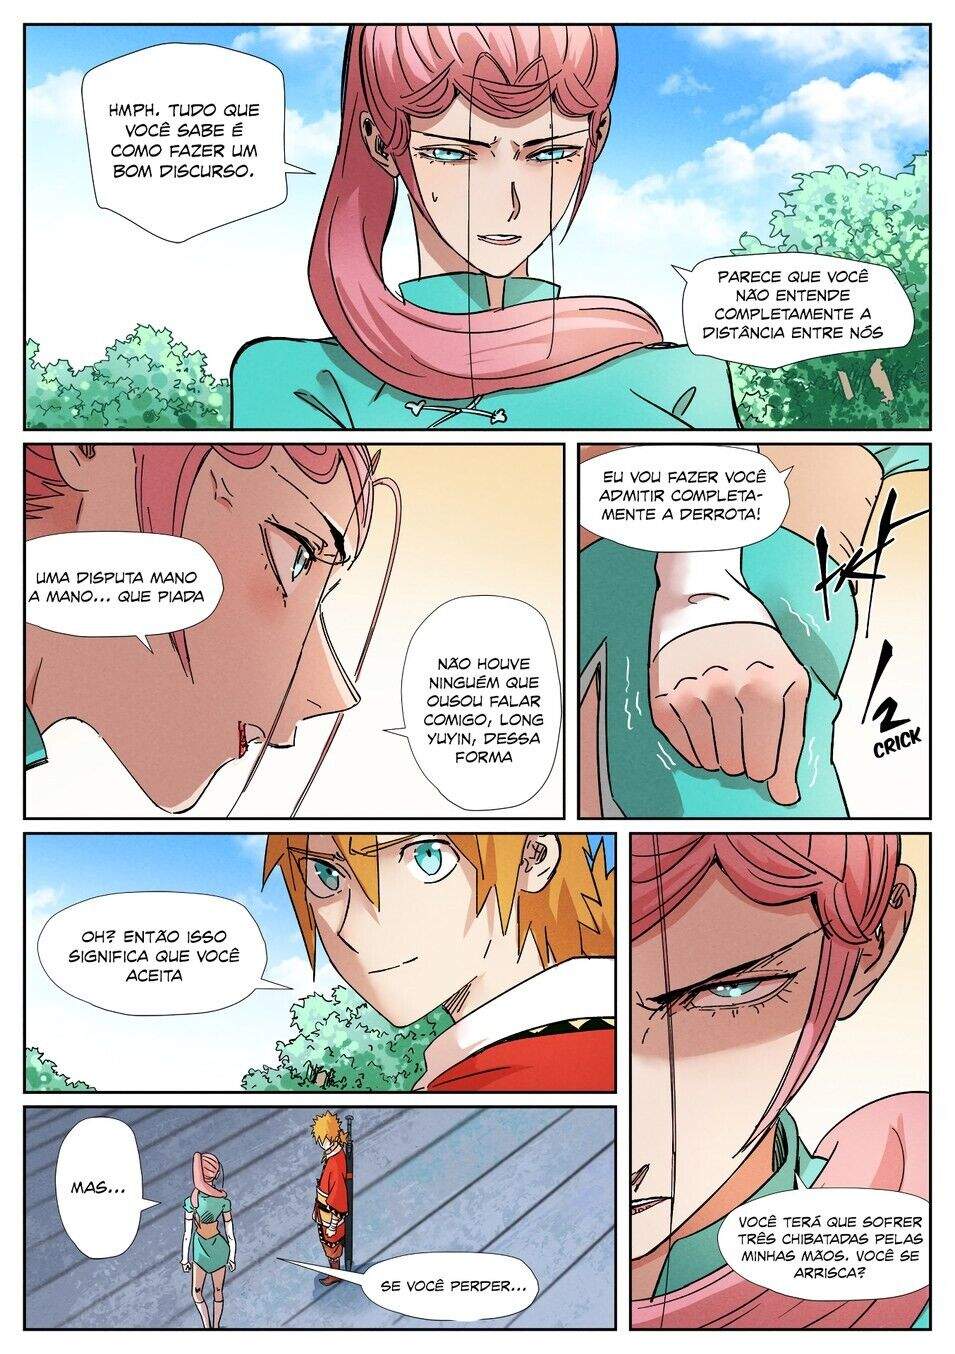 HMPH. TUDO QUE
VOCÊ SABE É
COMO FAZER UM
BOM DISCURSO.
PARECE QUE VOCÊ
NÃO ENTENDE
COMPLETAMENTE A
DISTÂNCIA ENTRE NÓS
UMA DISPUTA MANO
A MANO... QUE PIADA
NÃO HOUVE
NINGUÉM QUE
OUSOU FALAR
COMIGO, LONG
YUYIN, DESSA
FORMA
EU VOU FAZER VOCÊ
ADMITIR COMPLETA-
MENTE A DERROTA!
CRICK
OH? ENTÃO ISSO
SIGNIFICA QUE VOCÊ
ACEITA
MAS...
SE VOCÊ PERDER...
VOCÊ TERÁ QUE SOFRER
TRÊS CHIBATADAS PELAS
MINHAS MÃOS. VOCÊ SE
ARRISCA?